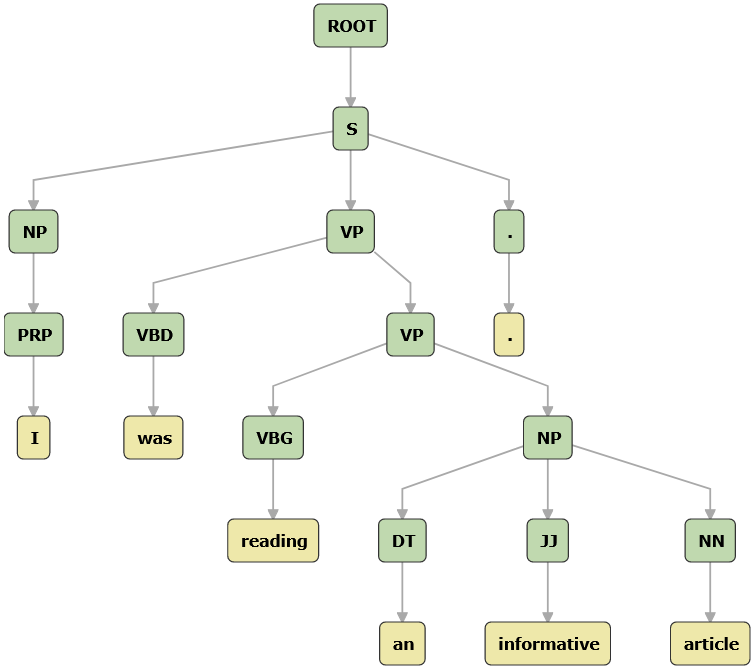 ROOT
S
NP VP .
PRP VBD VP .
I was VBG NP
reading DT JJ NN
an informative article